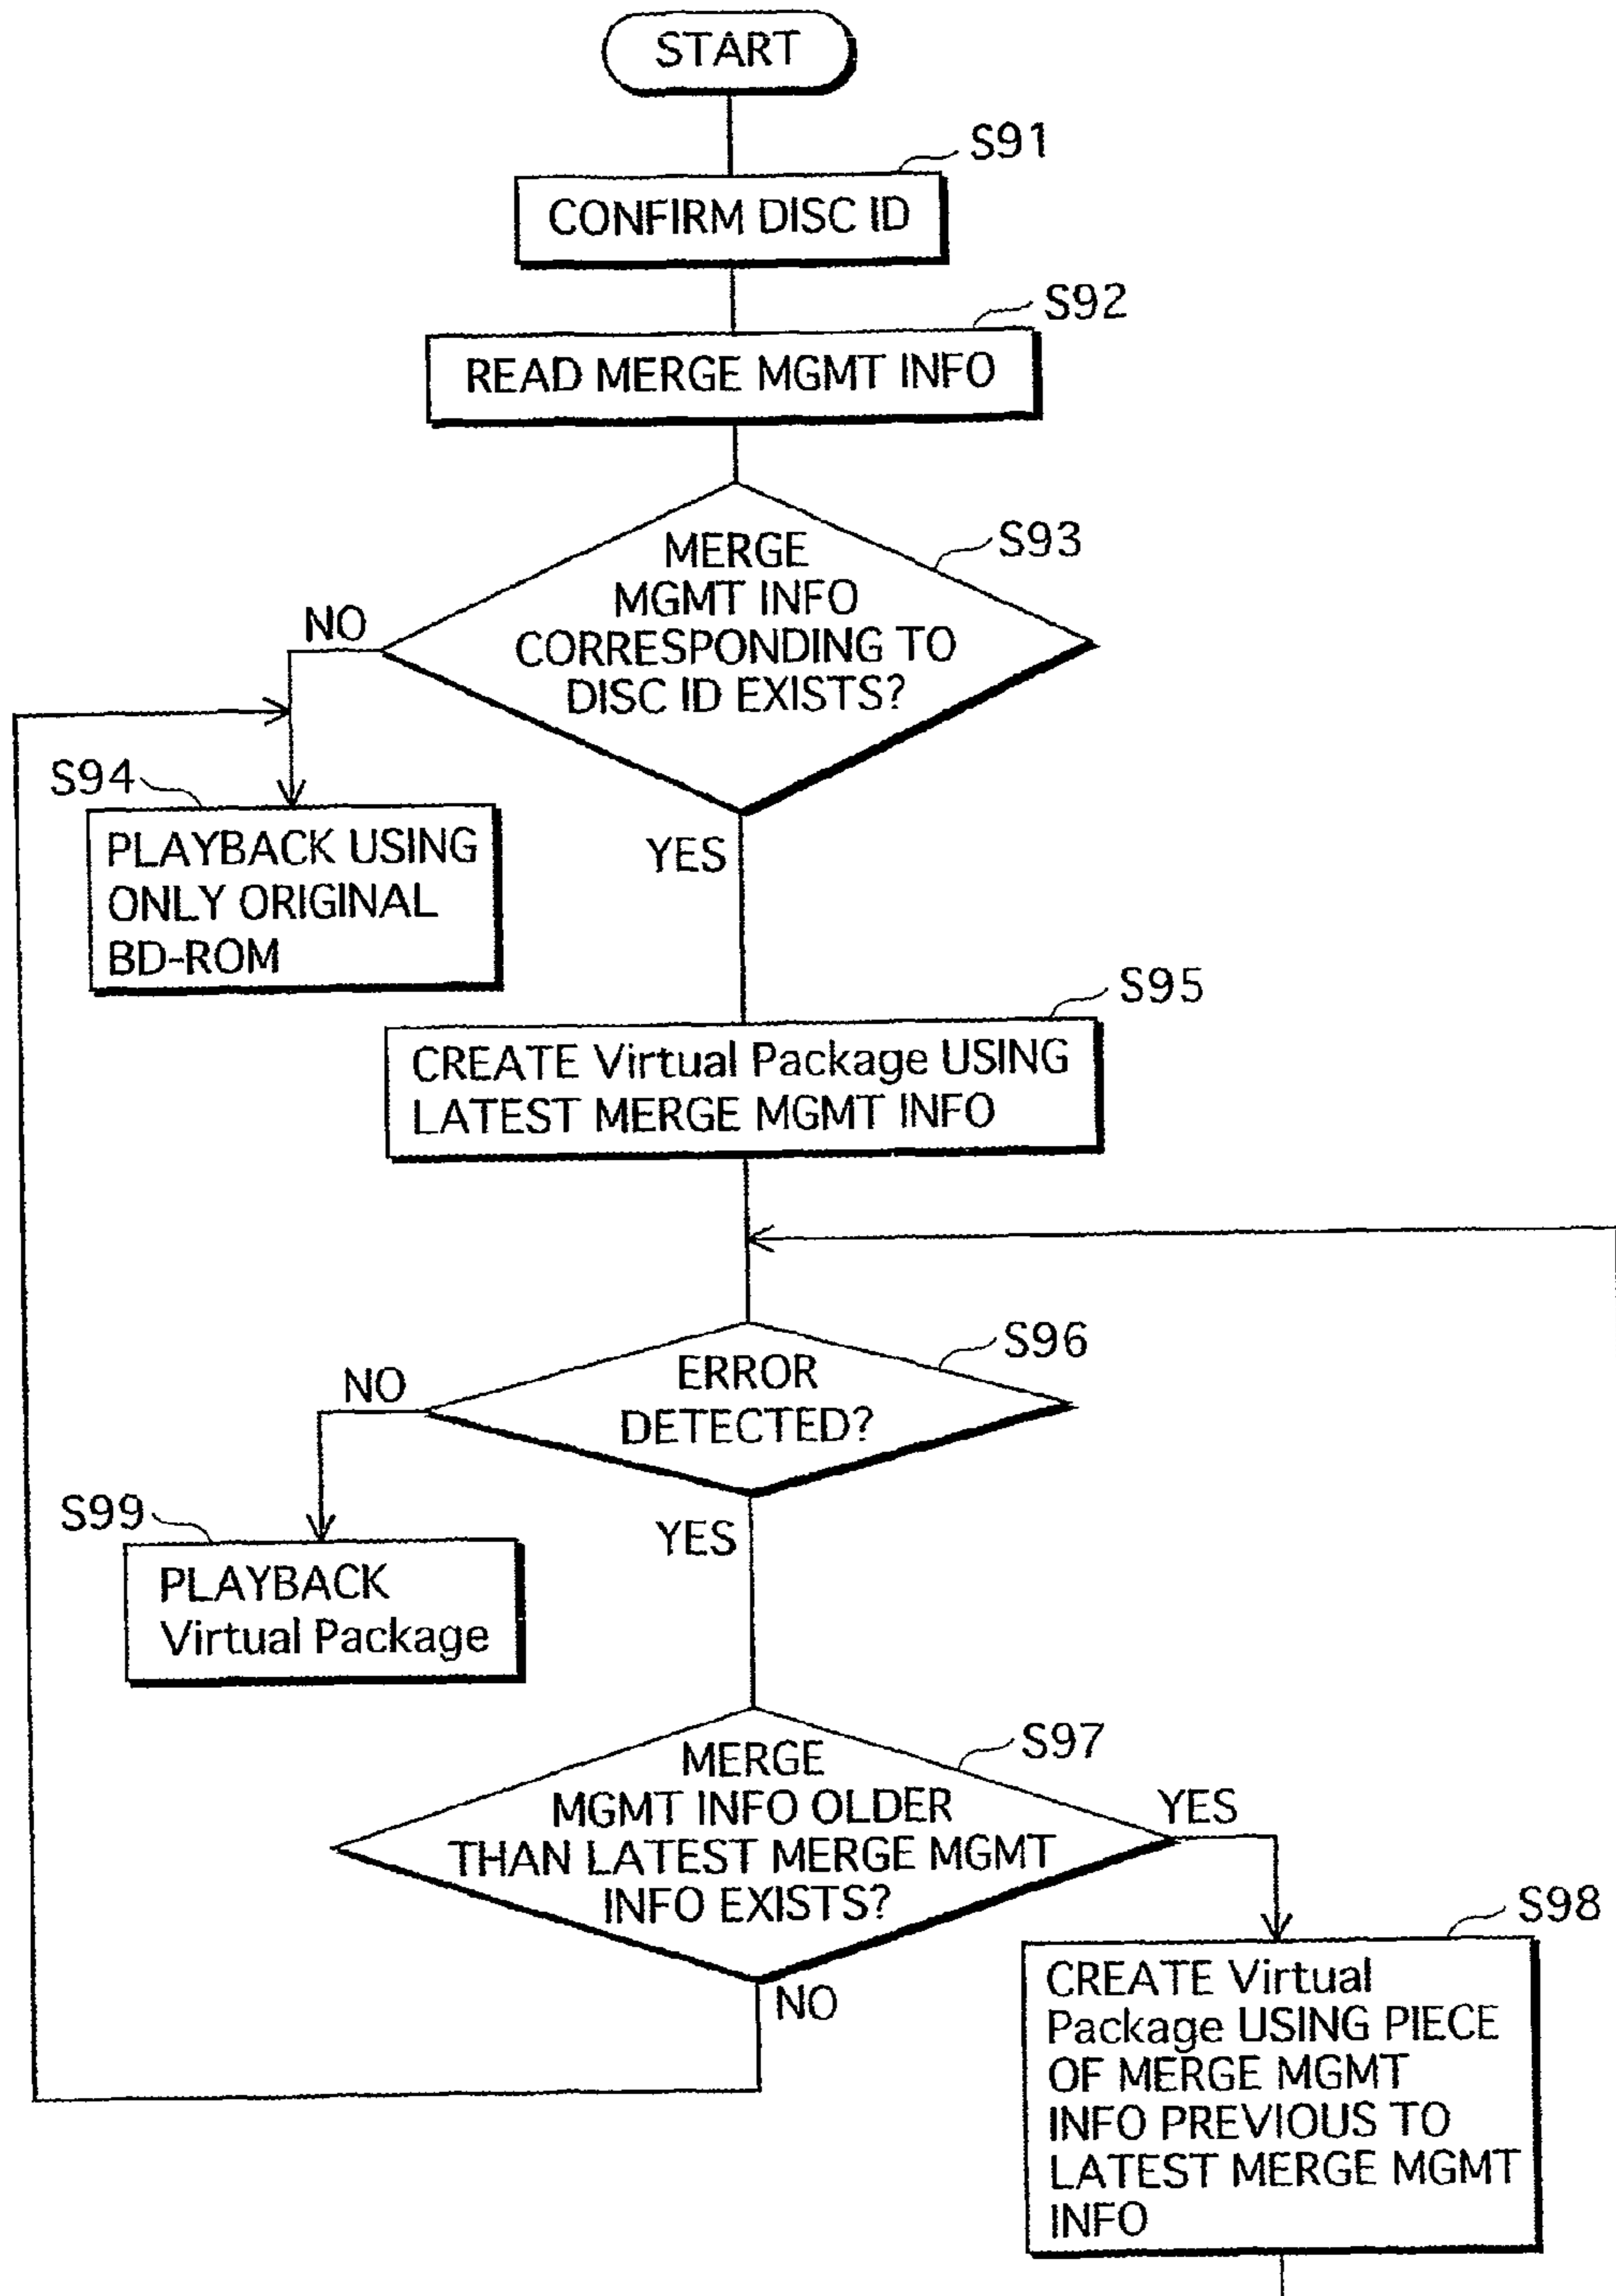 START
S91
CONFIRM DISC ID
S92
READ MERGE MGMT INFO
S93
MERGE
MGMT INFO
CORRESPONDING TO
DISC ID EXISTS?
NO
YES
S94
PLAYBACK USING
ONLY ORIGINAL
BD-ROM
S95
CREATE Virtual Package USING
LATEST MERGE MGMT INFO
S96
ERROR
DETECTED?
NO
YES
S99
PLAYBACK
Virtual Package
S97
MERGE
MGMT INFO OLDER
THAN LATEST MERGE MGMT
INFO EXISTS?
YES
NO
S98
CREATE Virtual
Package USING PIECE
OF MERGE MGMT
INFO PREVIOUS TO
LATEST MERGE MGMT
INFO